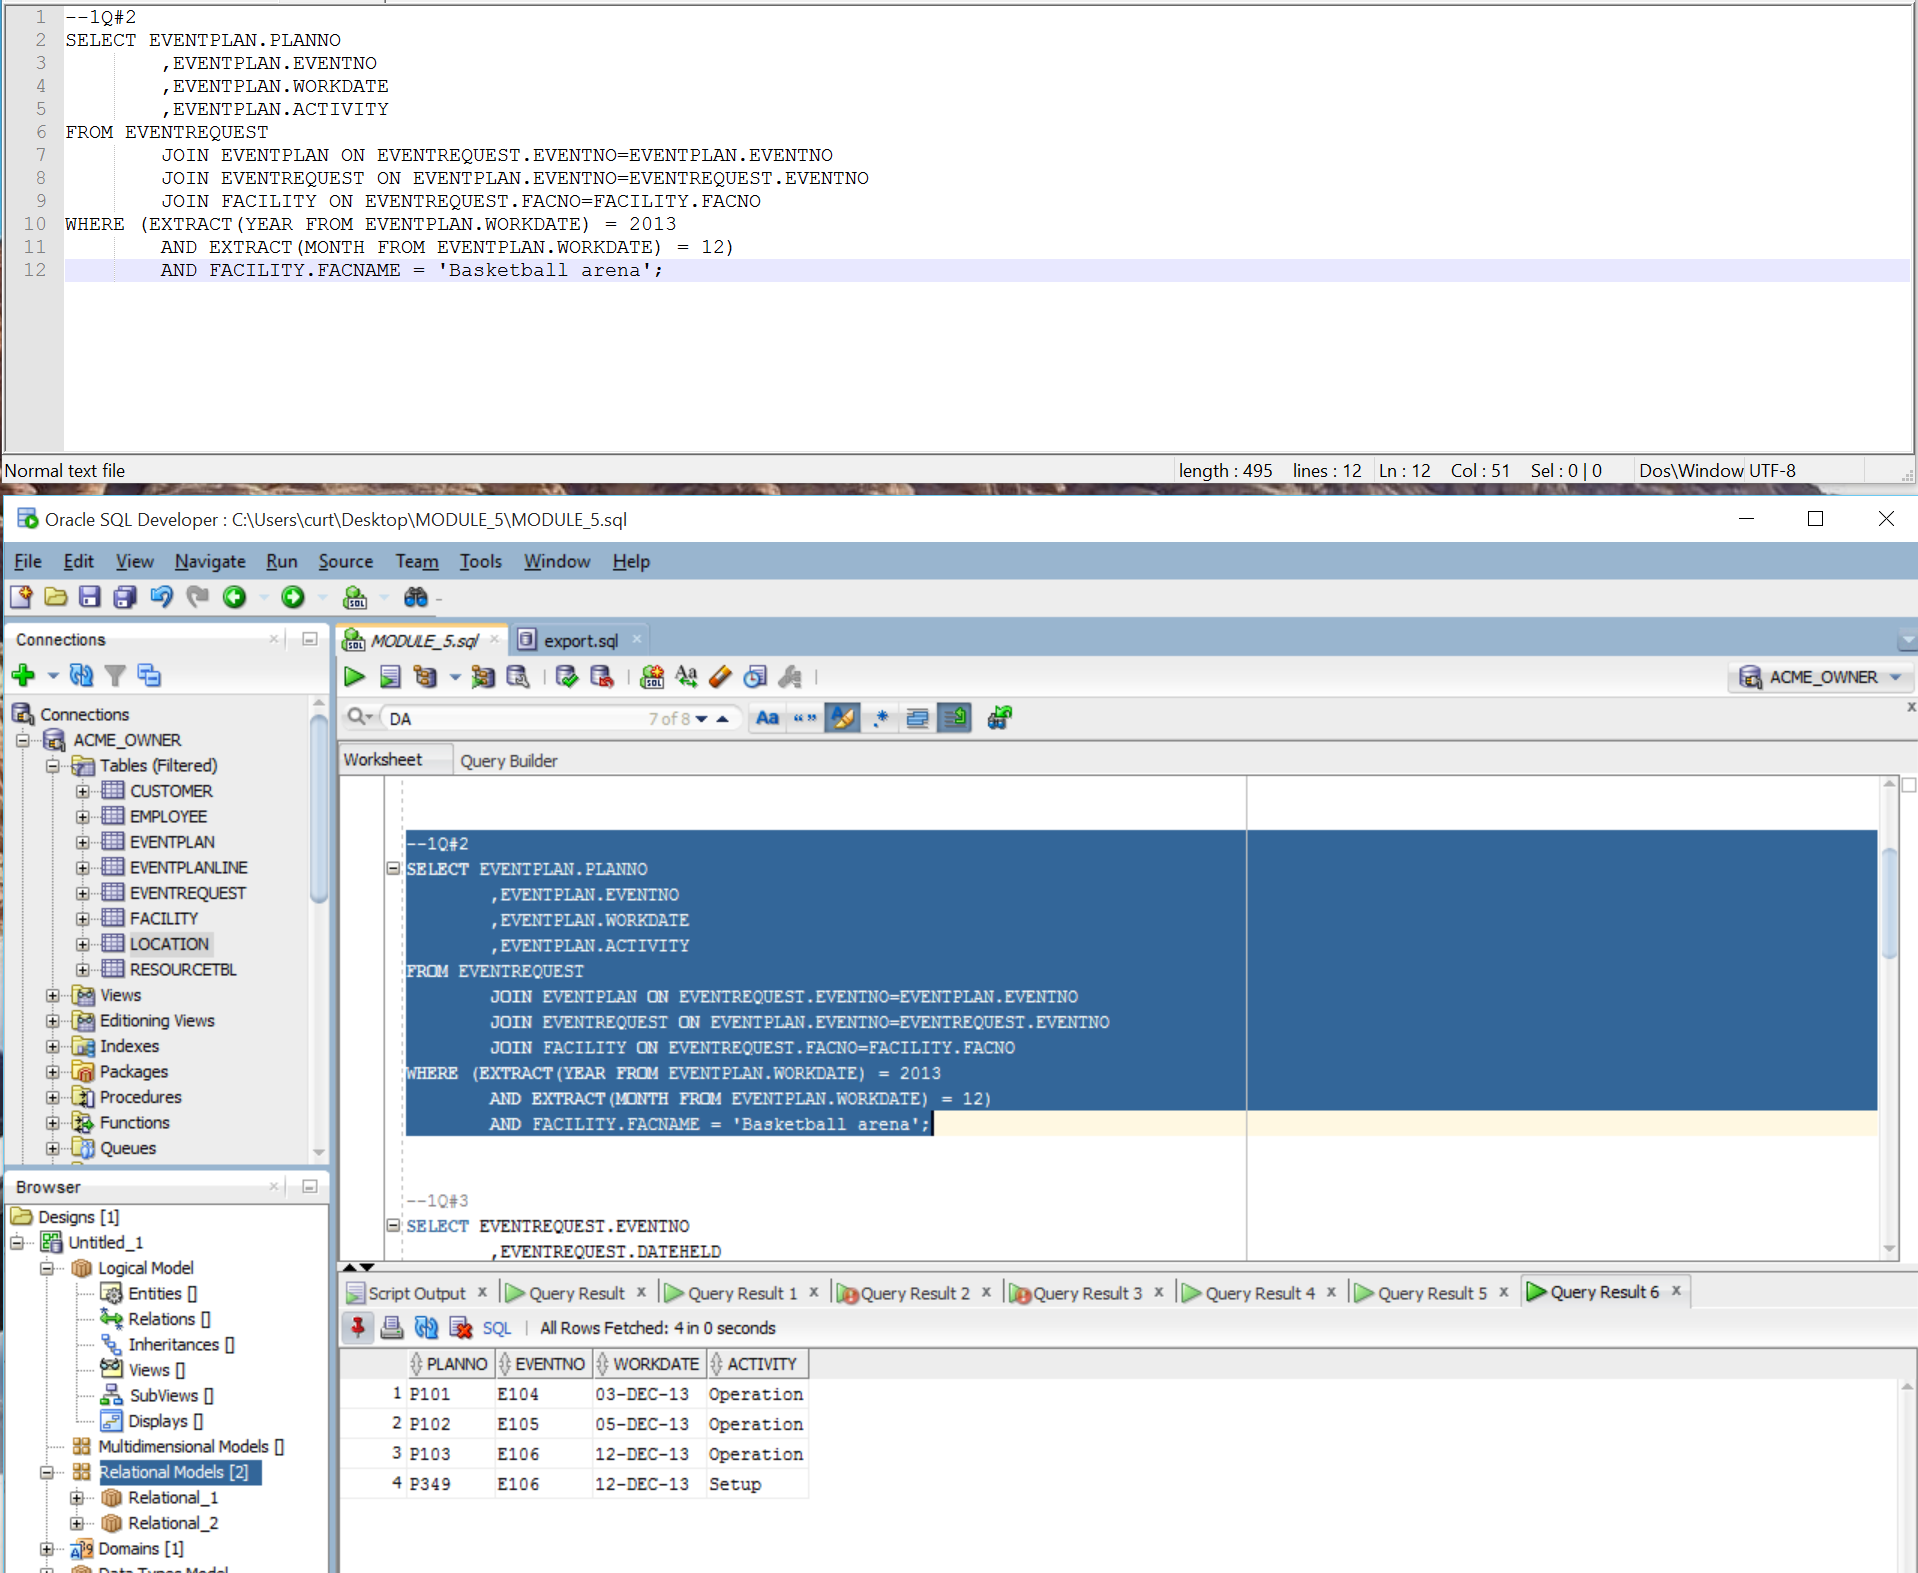 1 --1Q#2
2 SELECT EVENTPLAN.PLANNO
3 ,EVENTPLAN.EVENTNO
4 ,EVENTPLAN.WORKDATE
5 ,EVENTPLAN.ACTIVITY
6 FROM EVENTREQUEST
7 JOIN EVENTPLAN ON EVENTREQUEST.EVENTNO=EVENTPLAN.EVENTNO
8 JOIN EVENTREQUEST ON EVENTPLAN.EVENTNO=EVENTREQUEST.EVENTNO
9 JOIN FACILITY ON EVENTREQUEST.FACNO=FACILITY.FACNO
10 WHERE (EXTRACT(YEAR FROM EVENTPLAN.WORKDATE) = 2013
11 AND EXTRACT(MONTH FROM EVENTPLAN.WORKDATE) = 12)
12 AND FACILITY.FACNAME = 'Basketball arena';
Normal text file length : 495 lines : 12 Ln : 12 Col : 51 Sel : 0 | 0 Dos\Window UTF-8
Oracle SQL Developer : C:\Users\curt\Desktop\MODULE_5\MODULE_5.sql
File Edit View Navigate Run Source Team Tools Window Help
Connections
MODULE_5.sql export.sql
ACME_OWNER
DA 7 of 8
Worksheet Query Builder
Connections
ACME_OWNER
Tables (Filtered)
CUSTOMER
EMPLOYEE
EVENTPLAN
EVENTPLANLINE
EVENTREQUEST
FACILITY
LOCATION
RESOURCETBL
Views
Editioning Views
Indexes
Packages
Procedures
Functions
Queues
--1Q#2
SELECT EVENTPLAN.PLANNO
,EVENTPLAN.EVENTNO
,EVENTPLAN.WORKDATE
,EVENTPLAN.ACTIVITY
FROM EVENTREQUEST
JOIN EVENTPLAN ON EVENTREQUEST.EVENTNO=EVENTPLAN.EVENTNO
JOIN EVENTREQUEST ON EVENTPLAN.EVENTNO=EVENTREQUEST.EVENTNO
JOIN FACILITY ON EVENTREQUEST.FACNO=FACILITY.FACNO
WHERE (EXTRACT(YEAR FROM EVENTPLAN.WORKDATE) = 2013
AND EXTRACT(MONTH FROM EVENTPLAN.WORKDATE) = 12)
AND FACILITY.FACNAME = 'Basketball arena';
--1Q#3
SELECT EVENTREQUEST.EVENTNO
,EVENTREQUEST.DATEHELD
Browser
Designs [1]
Untitled_1
Logical Model
Entities []
Relations []
Inheritances []
Views []
SubViews []
Displays []
Multidimensional Models []
Relational Models [2]
Relational_1
Relational_2
Domains [1]
Data Types Model
Script Output Query Result Query Result 1 Query Result 2 Query Result 3 Query Result 4 Query Result 5 Query Result 6
SQL All Rows Fetched: 4 in 0 seconds
PLANNO EVENTNO WORKDATE ACTIVITY
1 P101 E104 03-DEC-13 Operation
2 P102 E105 05-DEC-13 Operation
3 P103 E106 12-DEC-13 Operation
4 P349 E106 12-DEC-13 Setup